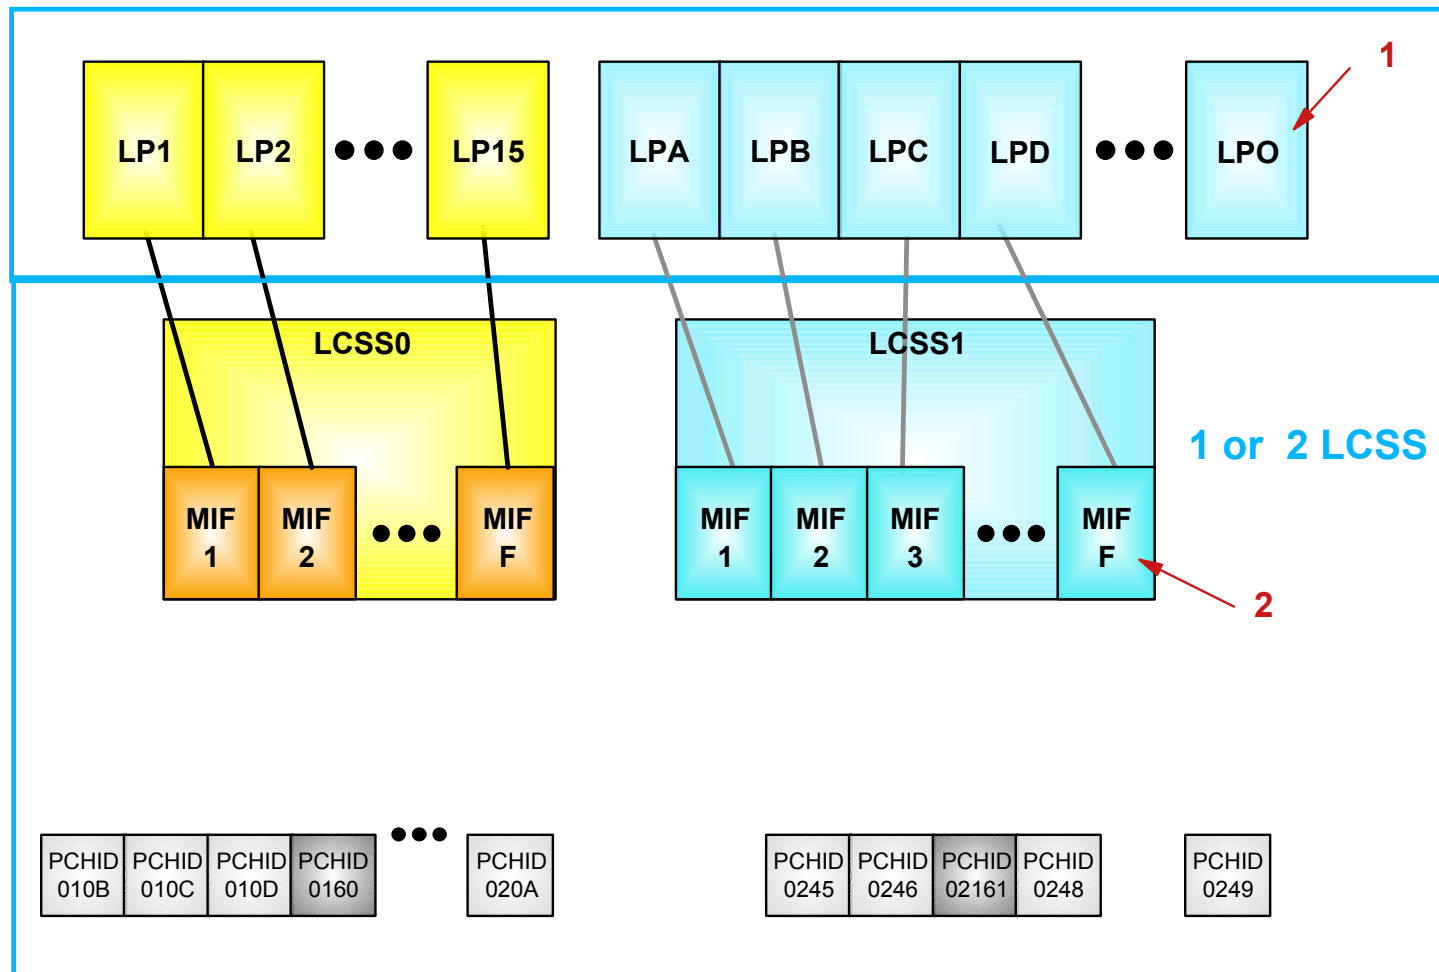 1
LP1
LP2
LP15
LPA
LPB
LPC
LPD
LPO
LCSS0
LCSS1
1 or 2 LCSS
MIF
1
MIF
2
MIF
F
MIF
1
MIF
2
MIF
3
MIF
F
2
PCHID
010B
PCHID
010C
PCHID
010D
PCHID
0160
PCHID
020A
PCHID
0245
PCHID
0246
PCHID
02161
PCHID
0248
PCHID
0249